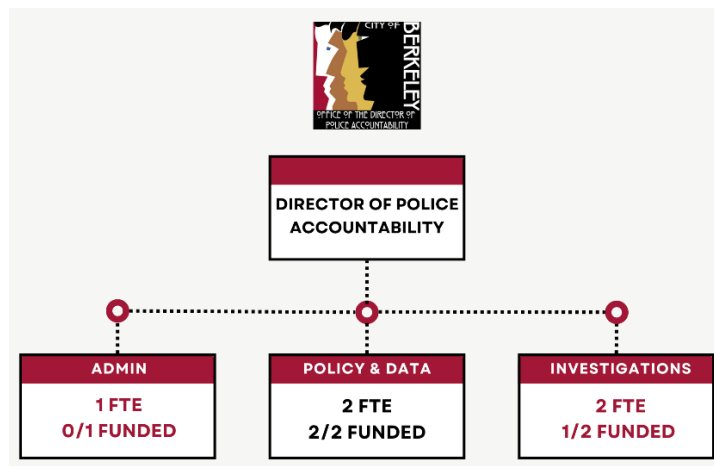 CITY OF
BERKELEY
OFFICE OF THE DIRECTOR OF
POLICE ACCOUNTABILITY
DIRECTOR OF POLICE
ACCOUNTABILITY
ADMIN
1 FTE
0/1 FUNDED
POLICY & DATA
2 FTE
2/2 FUNDED
INVESTIGATIONS
2 FTE
1/2 FUNDED